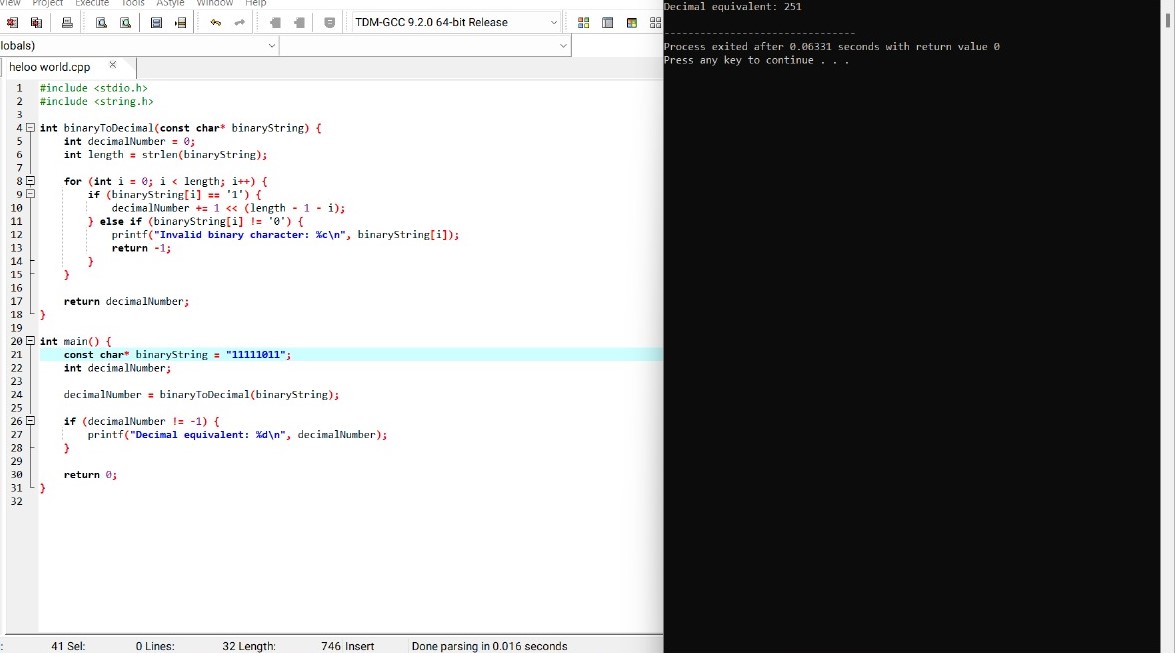 View Project Execute Tools AStyle Window Help
TDM-GCC 9.2.0 64-bit Release
lobals)
heloo world.cpp
1 #include <stdio.h>
2 #include <string.h>
3
4 int binaryToDecimal(const char* binaryString) {
5 int decimalNumber = 0;
6 int length = strlen(binaryString);
7
8 for (int i = 0; i < length; i++) {
9 if (binaryString[i] == '1') {
10 decimalNumber += 1 << (length - 1 - i);
11 } else if (binaryString[i] != '0') {
12 printf("Invalid binary character: %c\n", binaryString[i]);
13 return -1;
14 }
15 }
16
17 return decimalNumber;
18 }
19
20 int main() {
21 const char* binaryString = "11111011";
22 int decimalNumber;
23
24 decimalNumber = binaryToDecimal(binaryString);
25
26 if (decimalNumber != -1) {
27 printf("Decimal equivalent: %d\n", decimalNumber);
28 }
29
30 return 0;
31 }
32
: 41 Sel: 0 Lines: 32 Length: 746 Insert Done parsing in 0.016 seconds
Decimal equivalent: 251
--------------------------------
Process exited after 0.06331 seconds with return value 0
Press any key to continue . . .